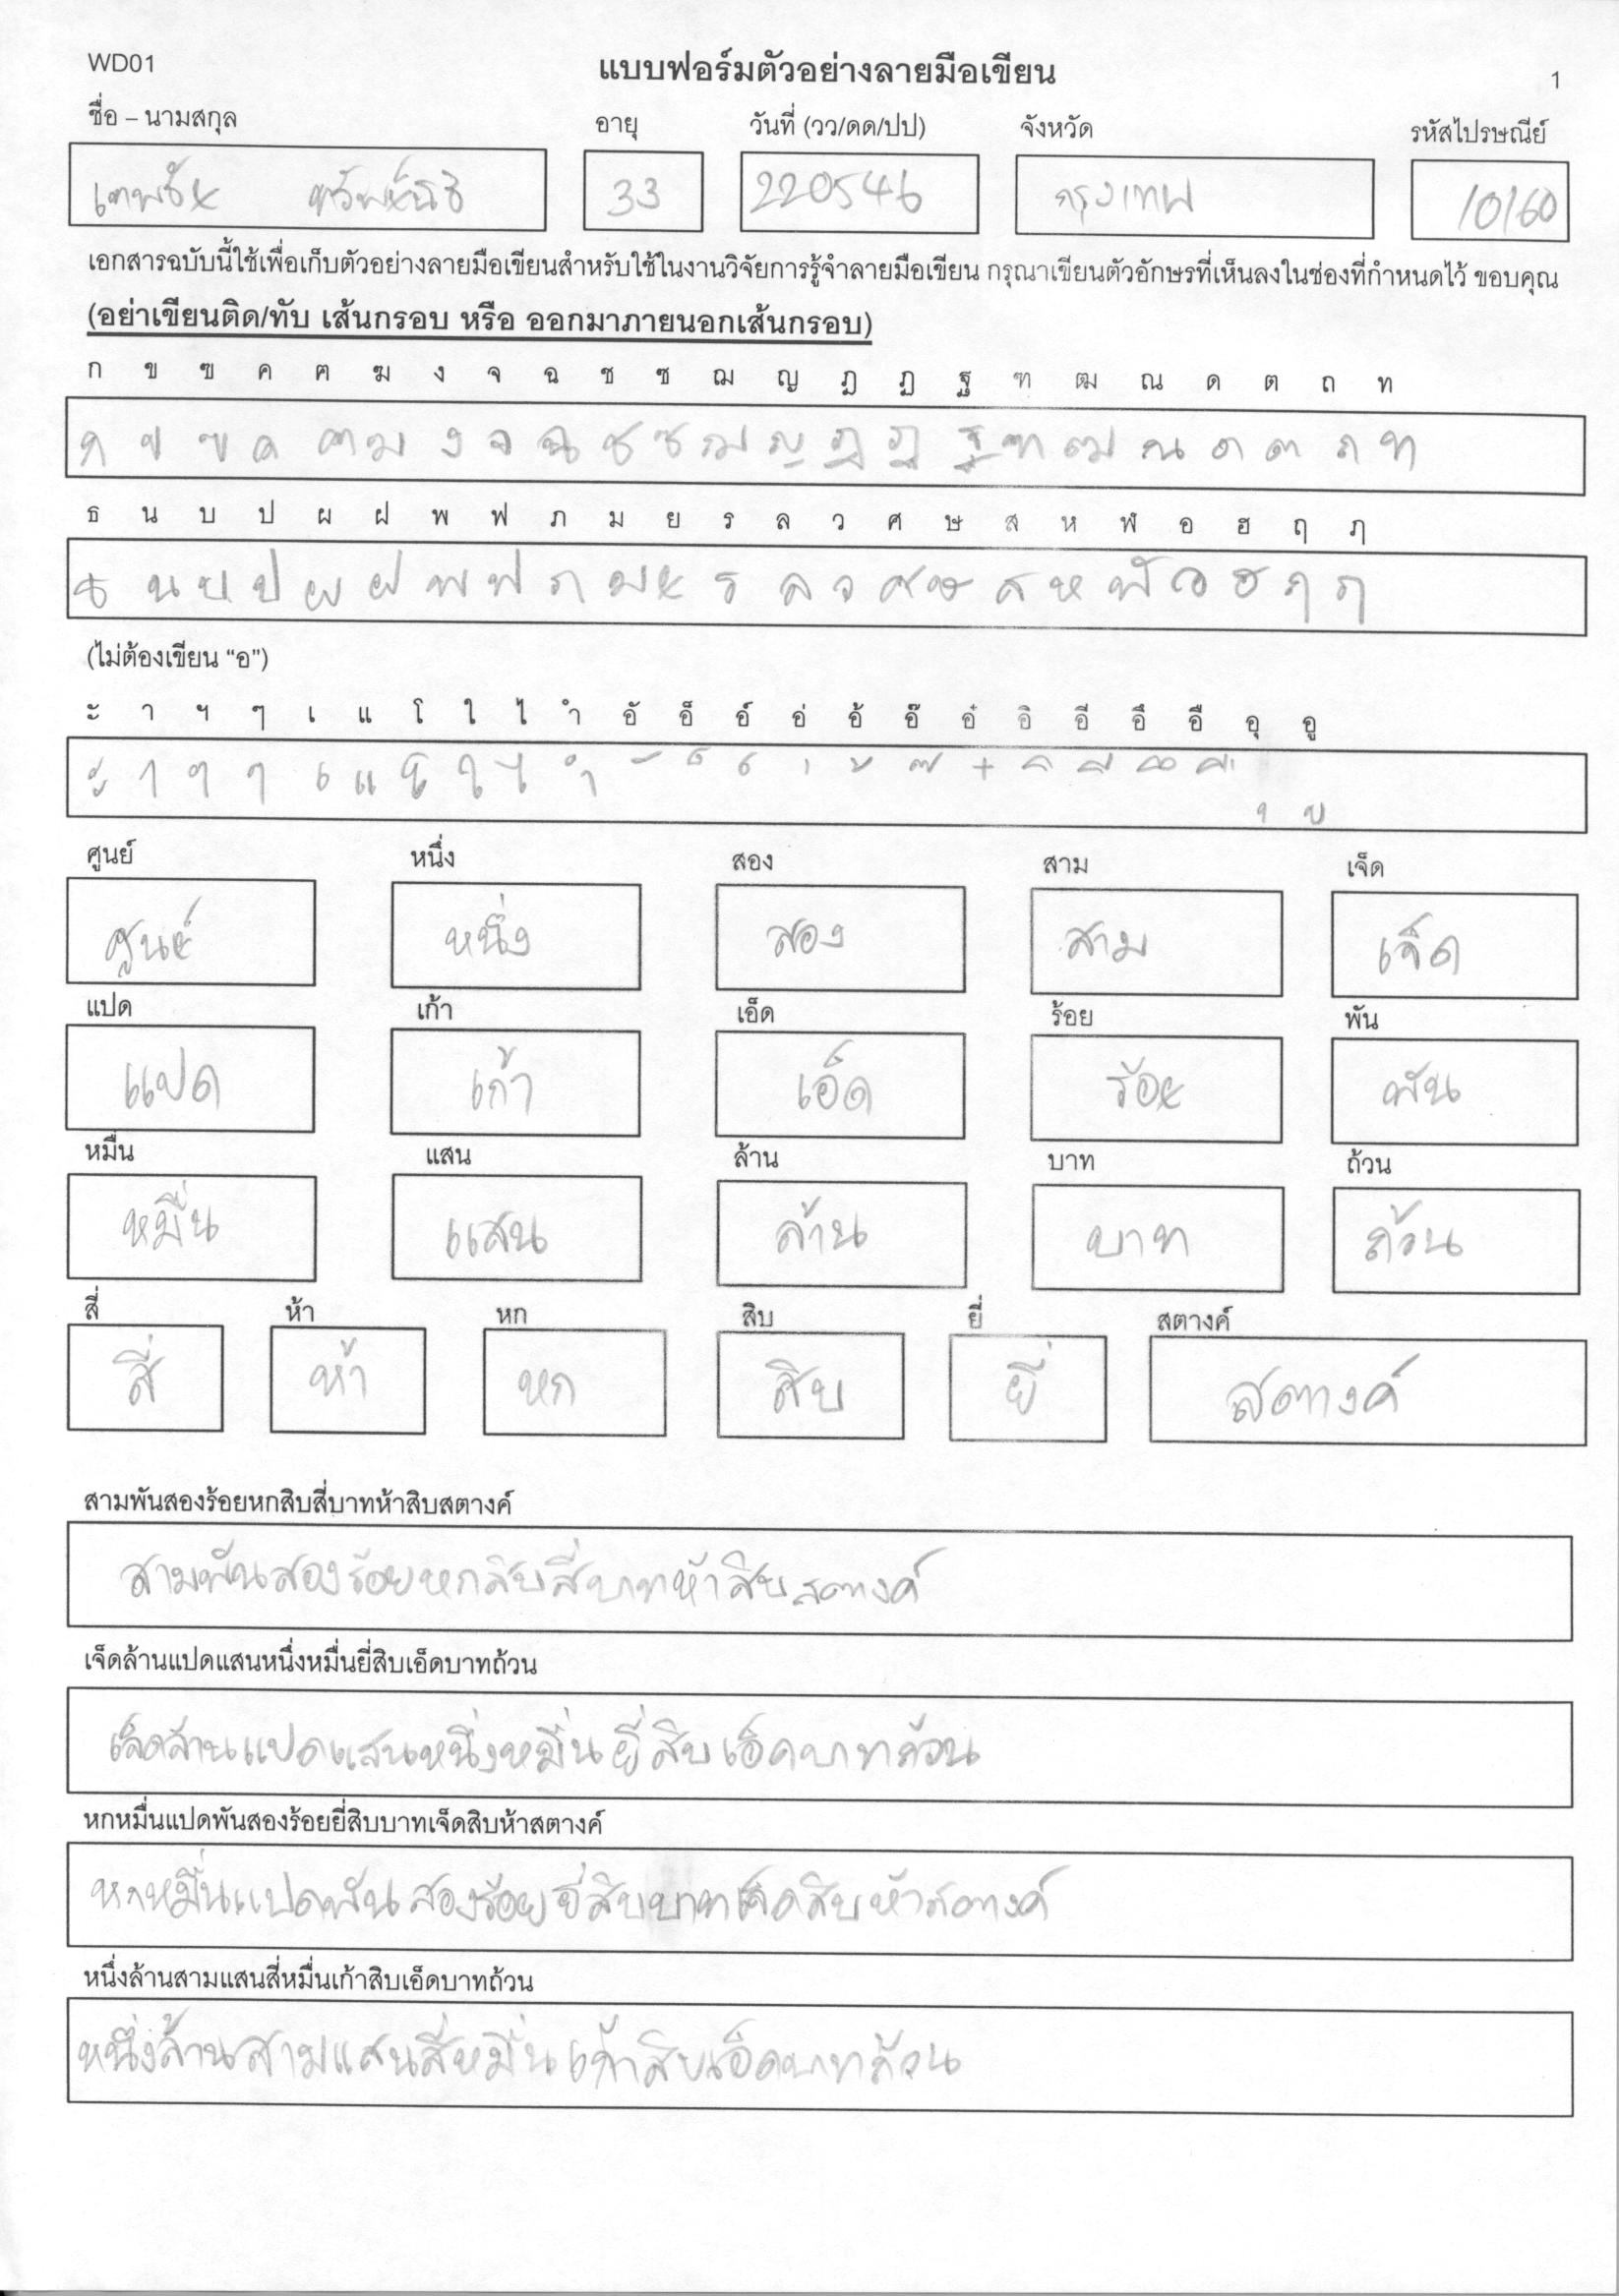 WD01 แบบฟอร์มตัวอย่างลายมือเขียน 1
ชื่อ – นามสกุล อายุ วันที่ (วว/ดด/ปป) จังหวัด รหัสไปรษณีย์
33 220546 กรุงเทพ 10160
เอกสารฉบับนี้ใช้เพื่อเก็บตัวอย่างลายมือเขียนสำหรับใช้ในงานวิจัยการรู้จำลายมือเขียน กรุณาเขียนตัวอักษรที่เห็นลงในช่องที่กำหนดไว้ ขอบคุณ
(อย่าเขียนติด/ทับ เส้นกรอบ หรือ ออกมาภายนอกเส้นกรอบ)
ก ข ฃ ค ฅ ฆ ง จ ฉ ช ซ ฌ ญ ฎ ฏ ฐ ฑ ฒ ณ ด ต ถ ท
ก ข ฃ ค ฅ ฆ ง จ ฉ ช ซ ฌ ญ ฎ ฏ ฐ ฑ ฒ ณ ด ต ถ ท
ธ น บ ป ผ ฝ พ ฟ ภ ม ย ร ล ว ศ ษ ส ห ฬ อ ฮ ฤ ฦ
ธ น บ ป ผ ฝ พ ฟ ภ ม ย ร ล ว ศ ษ ส ห ฬ อ ฮ ฤ ฦ
(ไม่ต้องเขียน “อ”)
ะ า ฯ ๆ เ แ โ ใ ไ ำ อั อ็ อ์ อ่ อ้ อ๊ อ๋ อิ อี อึ อื อุ อู
ะ า ฯ ๆ เ แ โ ใ ไ ำ ั ็ ์ ่ ้ ๊ ๋ ิ ี ึ ื ุ ู
ศูนย์ หนึ่ง สอง สาม เจ็ด
ศูนย์ หนึ่ง สอง สาม เจ็ด
แปด เก้า เอ็ด ร้อย พัน
แปด เก้า เอ็ด ร้อย พัน
หมื่น แสน ล้าน บาท ถ้วน
หมื่น แสน ล้าน บาท ถ้วน
สี่ ห้า หก สิบ ยี่ สตางค์
สี่ ห้า หก สิบ ยี่ สตางค์
สามพันสองร้อยหกสิบสี่บาทห้าสิบสตางค์
สามพันสองร้อยหกสิบสี่บาทห้าสิบสตางค์
เจ็ดล้านแปดแสนหนึ่งหมื่นยี่สิบเอ็ดบาทถ้วน
เจ็ดล้านแปดแสนหนึ่งหมื่นยี่สิบเอ็ดบาทถ้วน
หกหมื่นแปดพันสองร้อยยี่สิบบาทเจ็ดสิบห้าสตางค์
หกหมื่นแปดพันสองร้อยยี่สิบบาทเจ็ดสิบห้าสตางค์
หนึ่งล้านสามแสนสี่หมื่นเก้าสิบเอ็ดบาทถ้วน
หนึ่งล้านสามแสนสี่หมื่นเก้าสิบเอ็ดบาทถ้วน